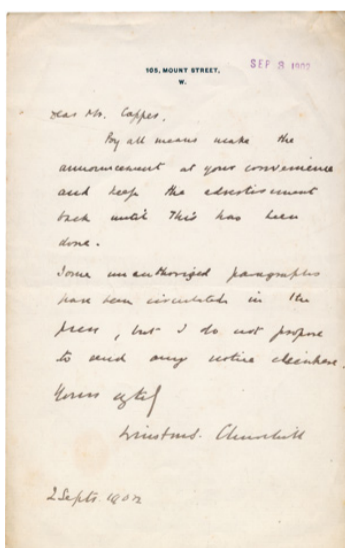 105, MOUNT STREET,
W.
SEP 3 1902
Dear Mr. Cappes,
By all means make the
announcement at your convenience
and keep the advertisement
back until this has been
done.
Some unauthorized paragraphs
have been circulated in the
press, but I do not propose
to send any notice elsewhere.
Yours
Winston S. Churchill
2 Septr. 1902